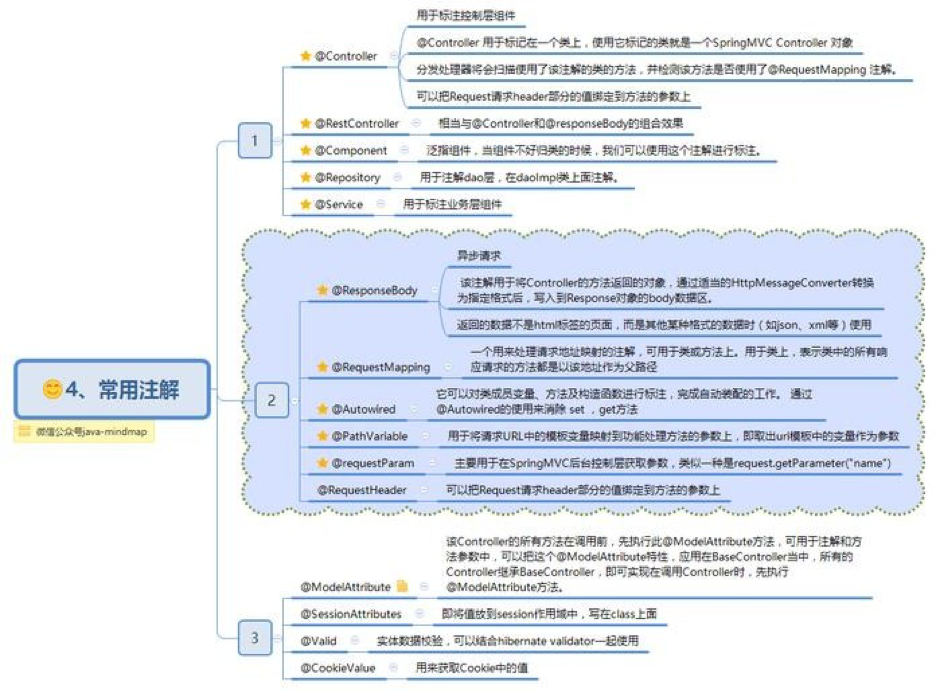 用于标注控制层组件
@Controller
@Controller 用于标记在一个类上，使用它标记的类就是一个SpringMVC Controller 对象
分发处理器将会扫描使用了该注解的类的方法，并检测该方法是否使用了@RequestMapping 注解。
可以把Request请求header部分的值绑定到方法的参数上
1
@RestController
相当与@Controller和@responseBody的组合效果
@Component
泛指组件，当组件不好归类的时候，我们可以使用这个注解进行标注。
@Repository
用于注解dao层，在daoImpl类上面注解。
@Service
用于标注业务层组件
异步请求
@ResponseBody
该注解用于将Controller的方法返回的对象，通过适当的HttpMessageConverter转换
为指定格式后，写入到Response对象的body数据区。
返回的数据不是html标签的页面，而是其他某种格式的数据时（如json、xml等）使用
@RequestMapping
一个用来处理请求地址映射的注解，可用于类或方法上。用于类上，表示类中的所有响
应请求的方法都是以该地址作为父路径
4、常用注解
微信公众号java-mindmap
2
@Autowired
它可以对类成员变量、方法及构造函数进行标注，完成自动装配的工作。 通过
@Autowired的使用来消除 set ，get方法
@PathVariable
用于将请求URL中的模板变量映射到功能处理方法的参数上，即取出uri模板中的变量作为参数
@requestParam
主要用于在SpringMVC后台控制层获取参数，类似一种是request.getParameter("name")
@RequestHeader
可以把Request请求header部分的值绑定到方法的参数上
该Controller的所有方法在调用前，先执行此@ModelAttribute方法，可用于注解和方
法参数中，可以把这个@ModelAttribute特性，应用在BaseController当中，所有的
Controller继承BaseController，即可实现在调用Controller时，先执行
@ModelAttribute方法。
@ModelAttribute
@SessionAttributes
即将值放到session作用域中，写在class上面
3
@Valid
实体数据校验，可以结合hibernate validator一起使用
@CookieValue
用来获取Cookie中的值